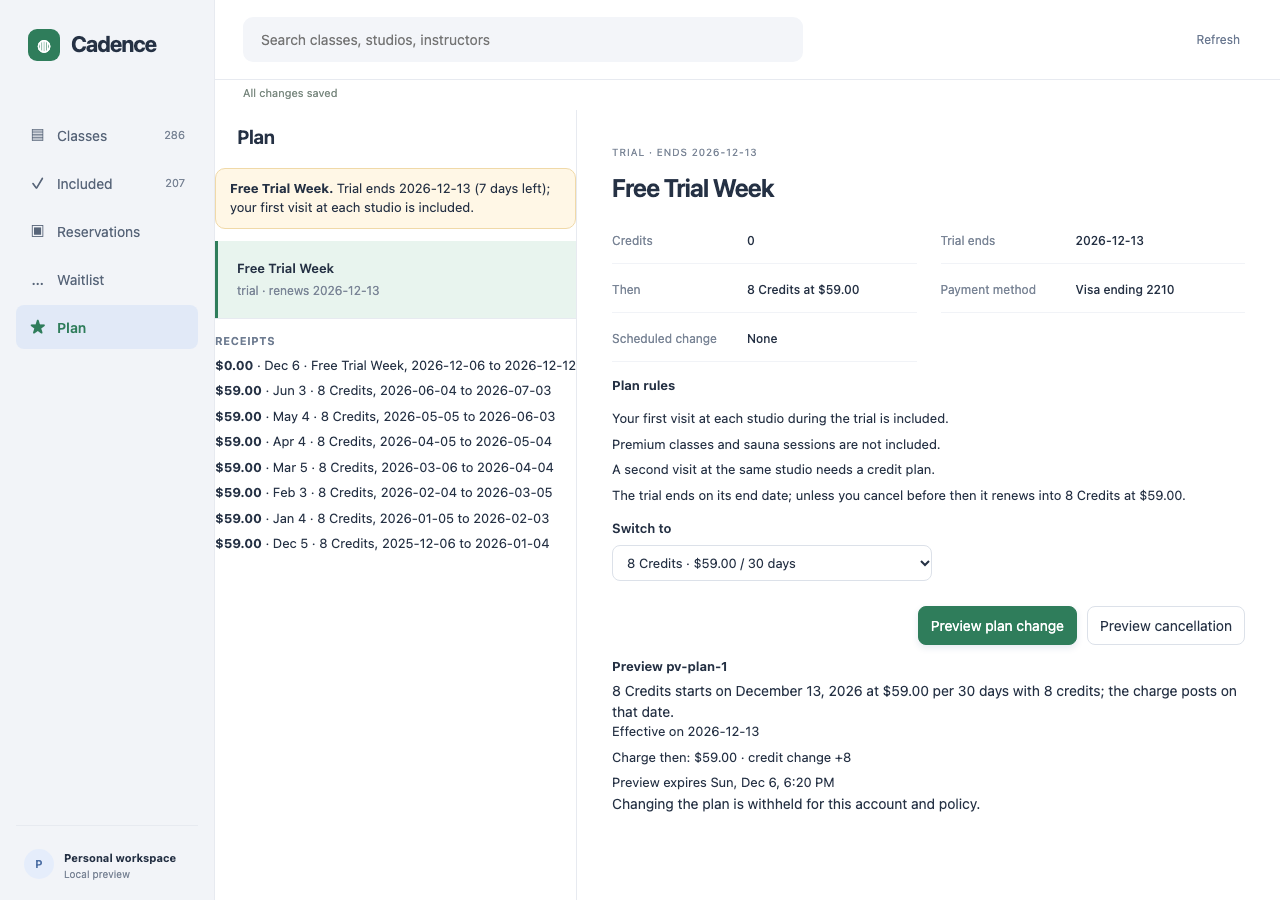 Cadence
Search classes, studios, instructors
Refresh
All changes saved
Classes 286
Included 207
Reservations
Waitlist
Plan
Personal workspace
Local preview
P
Plan
Free Trial Week. Trial ends 2026-12-13 (7 days left);
your first visit at each studio is included.
Free Trial Week
trial · renews 2026-12-13
RECEIPTS
$0.00 · Dec 6 · Free Trial Week, 2026-12-06 to 2026-12-12
$59.00 · Jun 3 · 8 Credits, 2026-06-04 to 2026-07-03
$59.00 · May 4 · 8 Credits, 2026-05-05 to 2026-06-03
$59.00 · Apr 4 · 8 Credits, 2026-04-05 to 2026-05-04
$59.00 · Mar 5 · 8 Credits, 2026-03-06 to 2026-04-04
$59.00 · Feb 3 · 8 Credits, 2026-02-04 to 2026-03-05
$59.00 · Jan 4 · 8 Credits, 2026-01-05 to 2026-02-03
$59.00 · Dec 5 · 8 Credits, 2025-12-06 to 2026-01-04
TRIAL · ENDS 2026-12-13
Free Trial Week
Credits 0
Trial ends 2026-12-13
Then 8 Credits at $59.00
Payment method Visa ending 2210
Scheduled change None
Plan rules
Your first visit at each studio during the trial is included.
Premium classes and sauna sessions are not included.
A second visit at the same studio needs a credit plan.
The trial ends on its end date; unless you cancel before then it renews into 8 Credits at $59.00.
Switch to
8 Credits · $59.00 / 30 days
Preview plan change
Preview cancellation
Preview pv-plan-1
8 Credits starts on December 13, 2026 at $59.00 per 30 days with 8 credits; the charge posts on
that date.
Effective on 2026-12-13
Charge then: $59.00 · credit change +8
Preview expires Sun, Dec 6, 6:20 PM
Changing the plan is withheld for this account and policy.